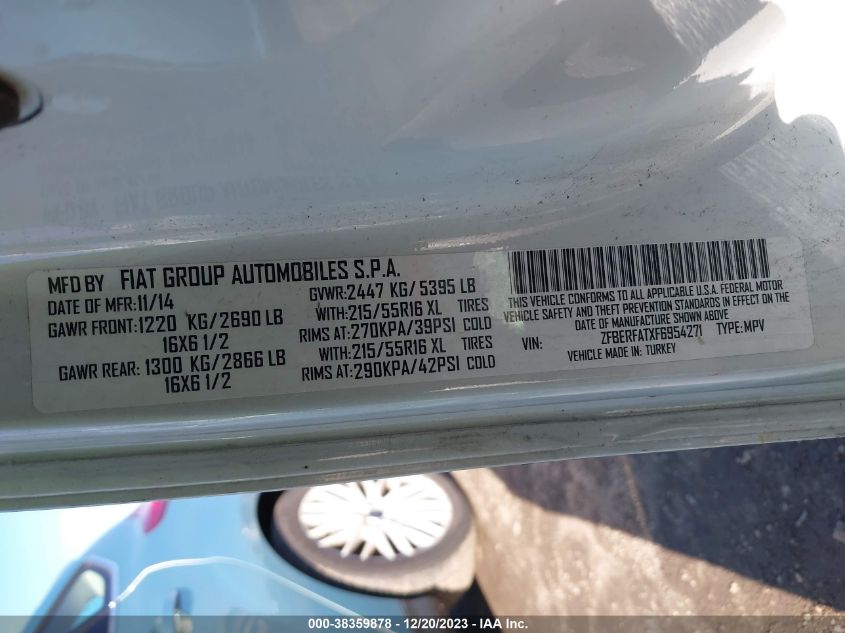 MFD BY FIAT GROUP AUTOMOBILES S.P.A.
DATE OF MFR:11/14
GVWR:2447 KG/5395 LB
GAWR FRONT:1220 KG/2690 LB
WITH:215/55R16 XL TIRES
16X6 1/2
RIMS AT:270KPA/39PSI COLD
GAWR REAR: 1300 KG/2866 LB
WITH:215/55R16 XL TIRES
16X6 1/2
RIMS AT:290KPA/42PSI COLD
THIS VEHICLE CONFORMS TO ALL APPLICABLE U.S.A. FEDERAL MOTOR
VEHICLE SAFETY AND THEFT PREVENTION STANDARDS IN EFFECT ON THE
DATE OF MANUFACTURE SHOWN ABOVE
VIN: ZFBERFATXF6954271 TYPE:MPV
VEHICLE MADE IN: TURKEY
000-38359878 - 12/20/2023 - IAA Inc.